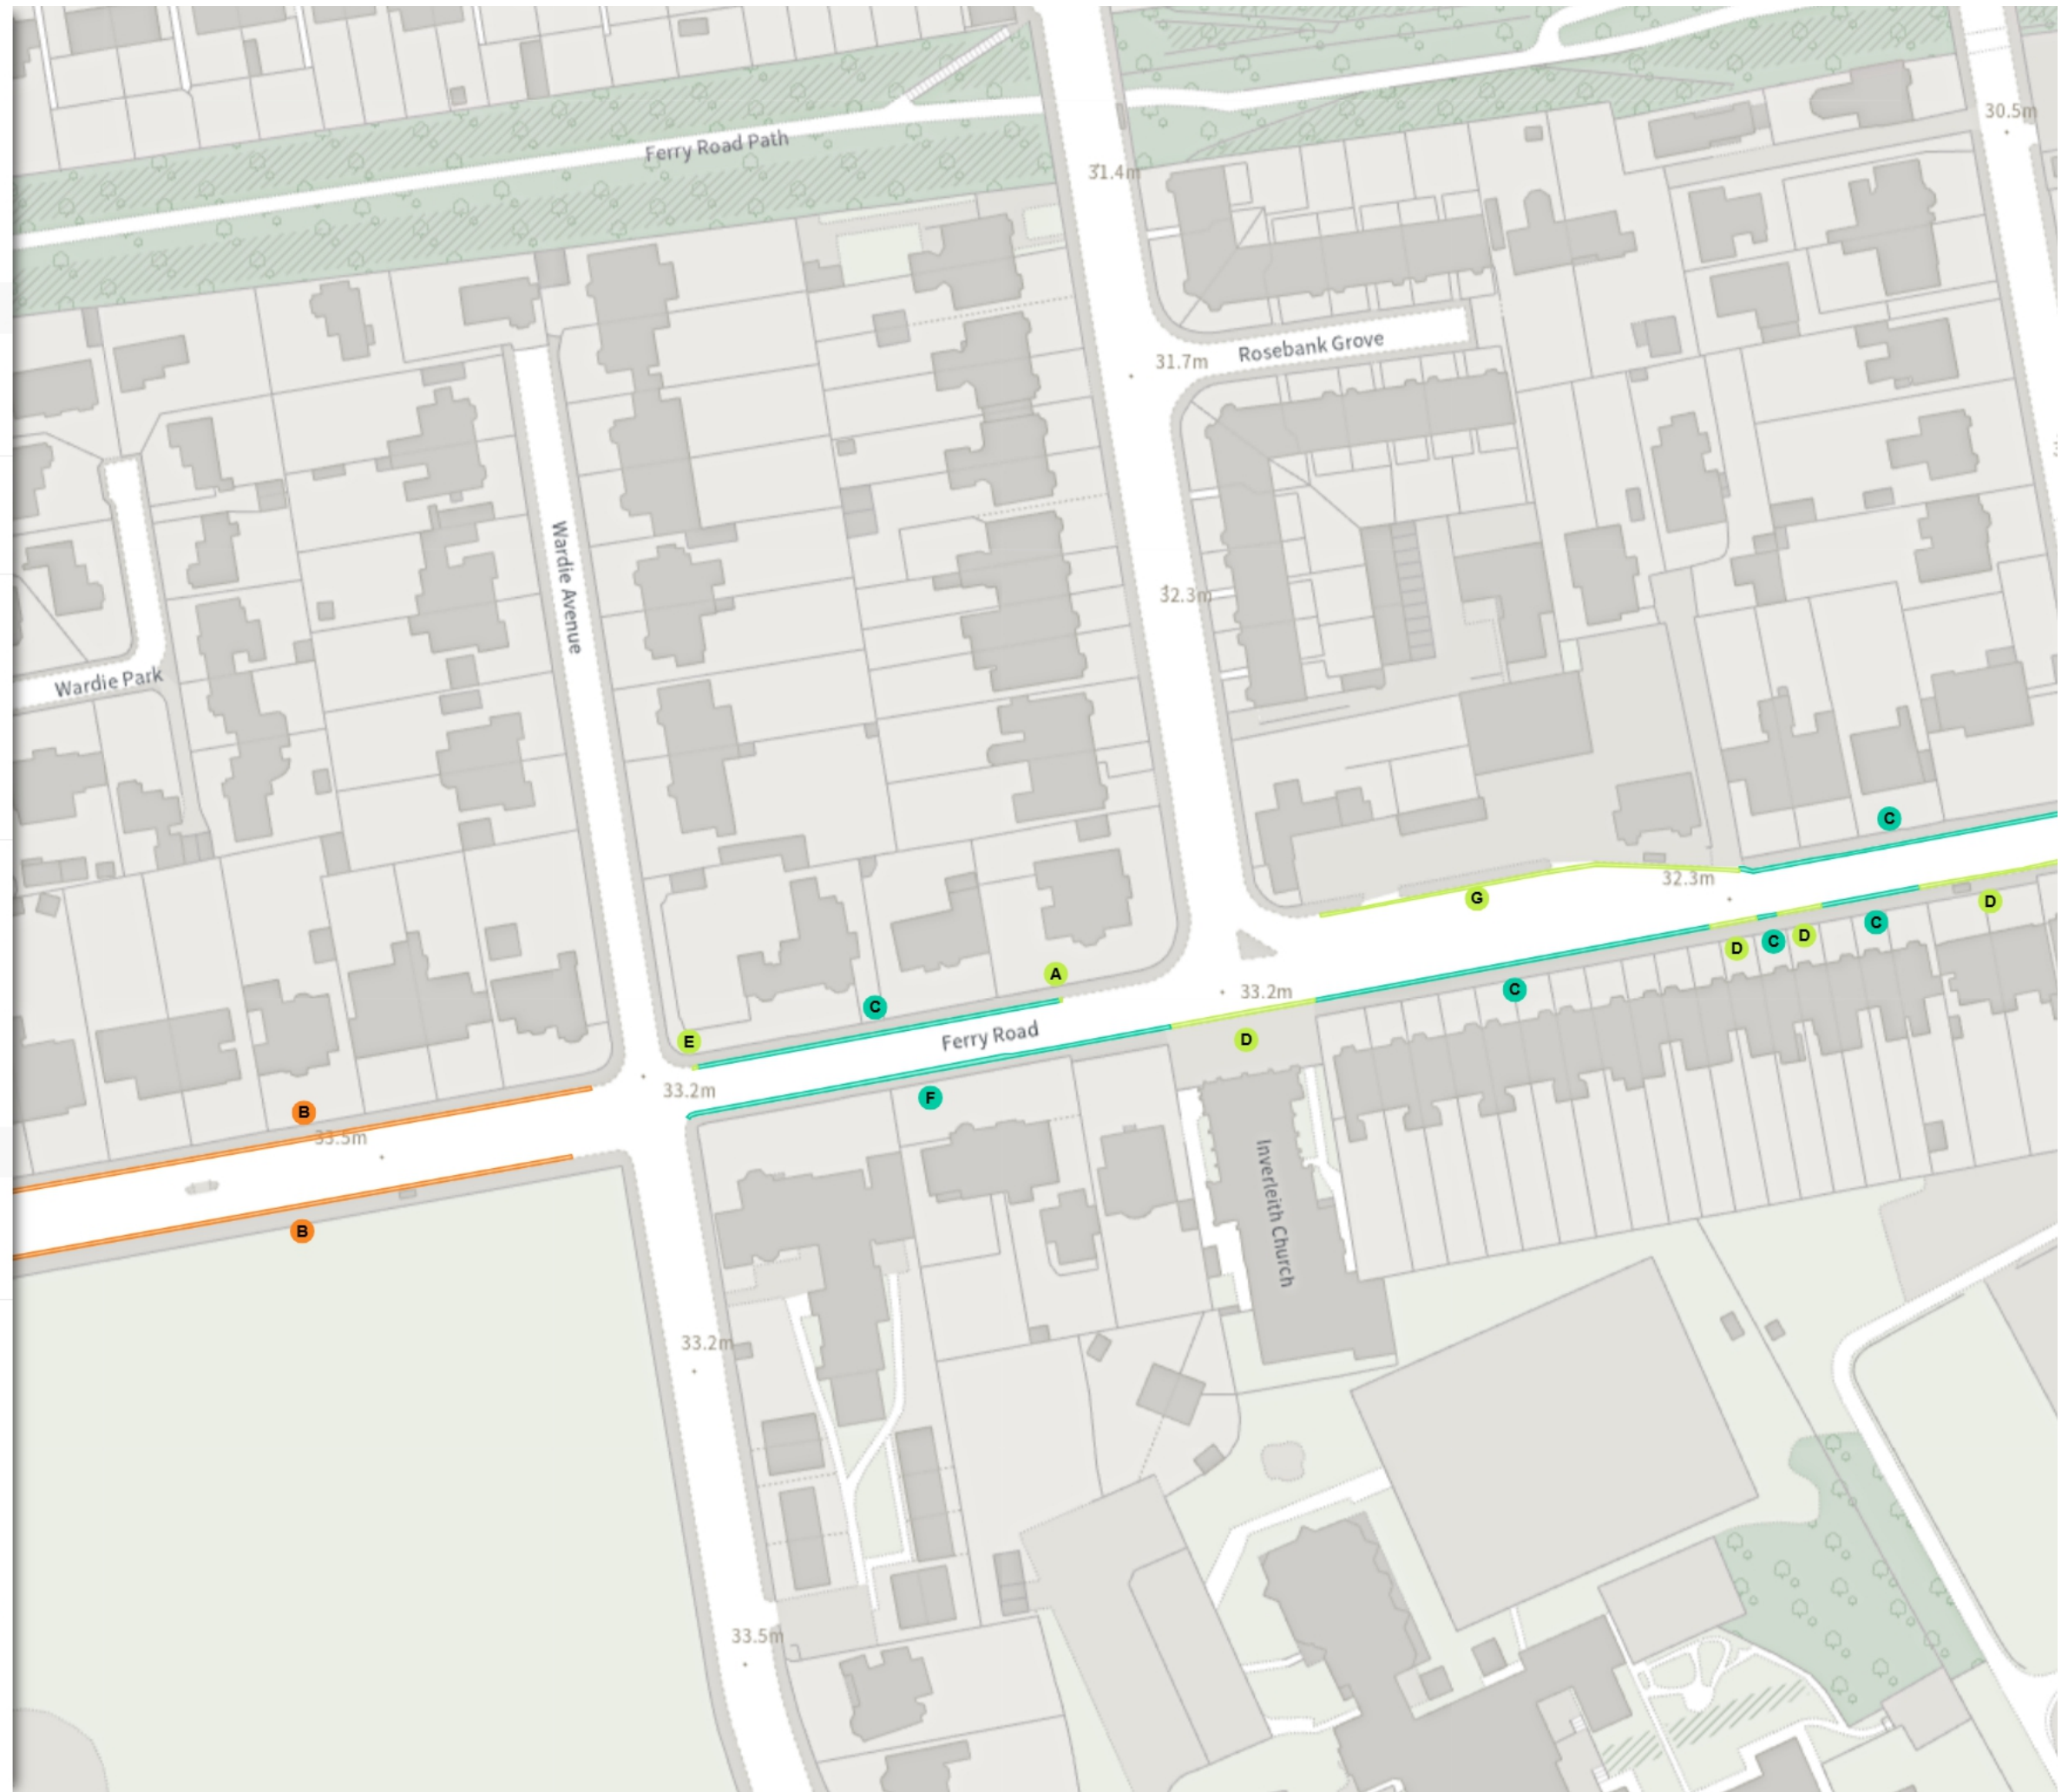 30.5m
Ferry Road Path
31.4m
Rosebank Grove
31.7m
Wardie Avenue
32.3m
Wardie Park
C
32.3m
G
D
C
D
C
D
A
C
C
33.2m
Ferry Road
E
D
33.2m
F
B
33.5m
Inverleith Church
B
33.2m
33.5m